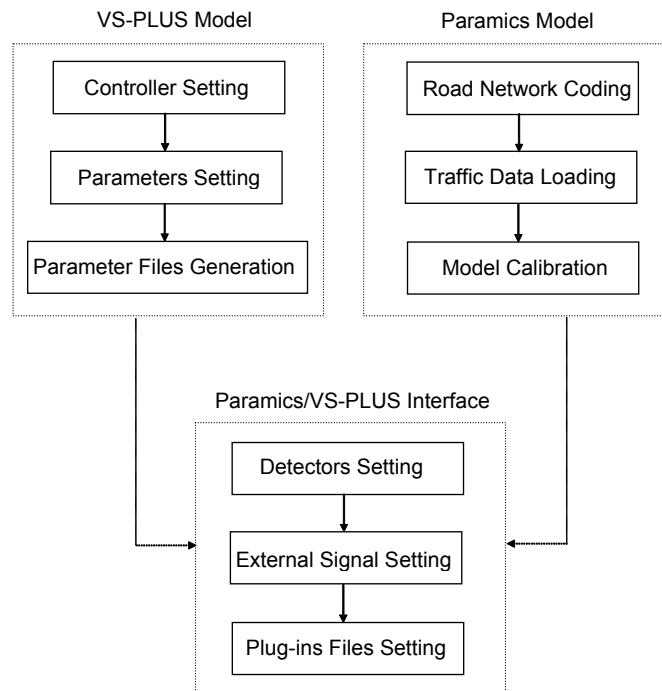 VS-PLUS Model
Controller Setting
Parameters Setting
Parameter Files Generation
Paramics Model
Road Network Coding
Traffic Data Loading
Model Calibration
Paramics/VS-PLUS Interface
Detectors Setting
External Signal Setting
Plug-ins Files Setting